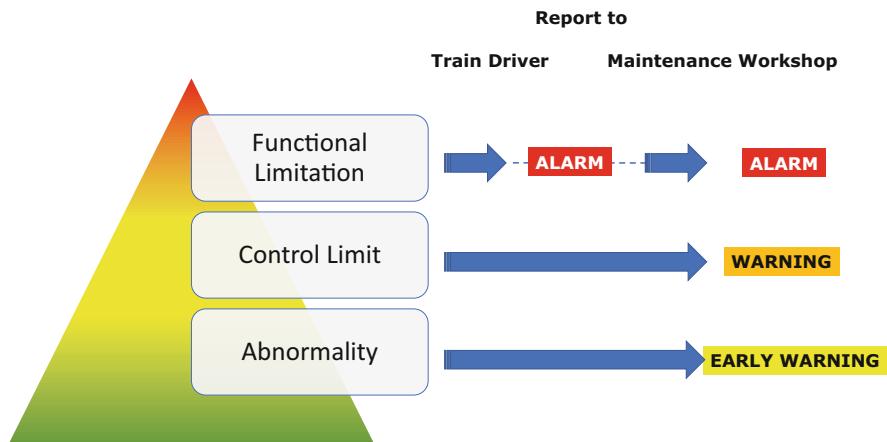 Report to
Train Driver
Maintenance Workshop
Functional
Limitation
ALARM
ALARM
Control Limit
WARNING
Abnormality
EARLY WARNING